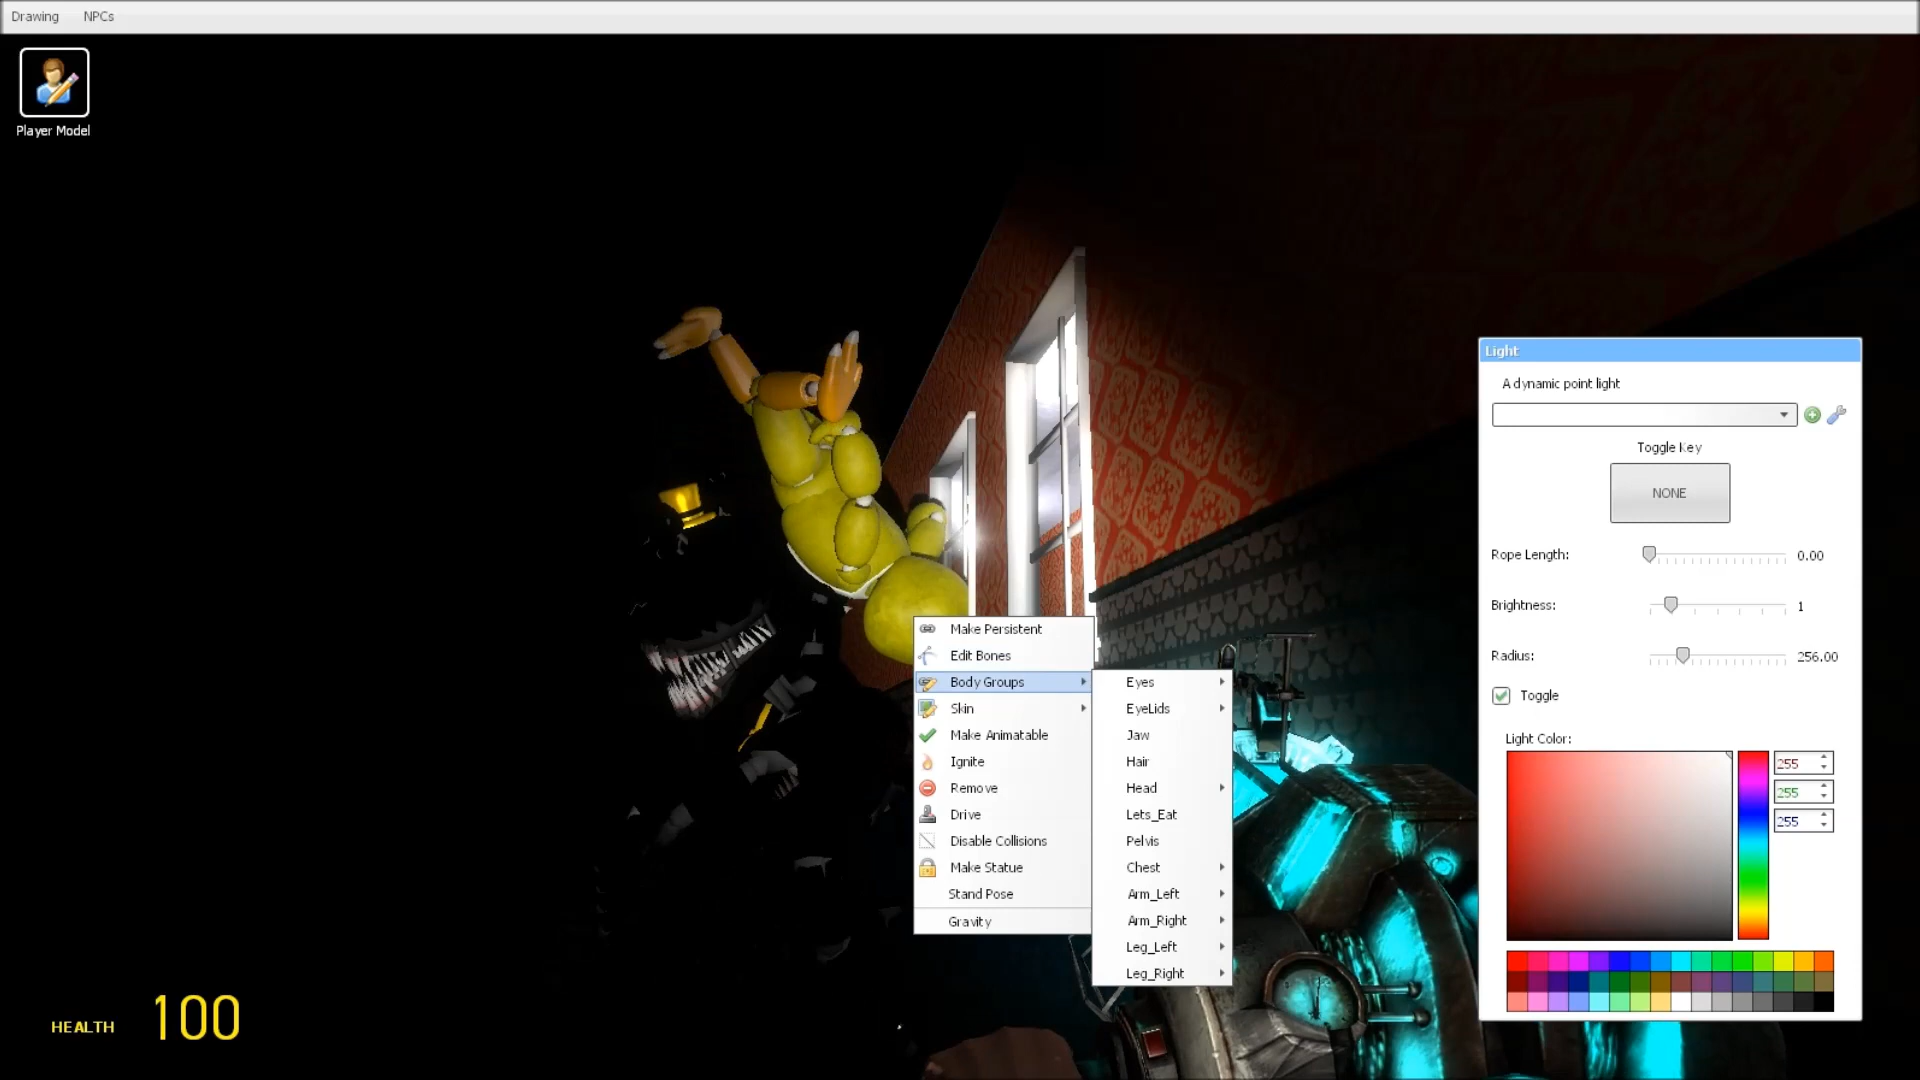 Drawing NPCs
Player Model
Make Persistent
Edit Bones
Body Groups
Skin
Make Animatable
Ignite
Remove
Drive
Disable Collisions
Make Statue
Stand Pose
Gravity
Eyes
EyeLids
Jaw
Hair
Head
Lets_Eat
Pelvis
Chest
Arm_Left
Arm_Right
Leg_Left
Leg_Right
Light
A dynamic point light
Toggle Key
NONE
Rope Length: 0.00
Brightness: 1
Radius: 256.00
Toggle
Light Color:
255
255
255
HEALTH 100